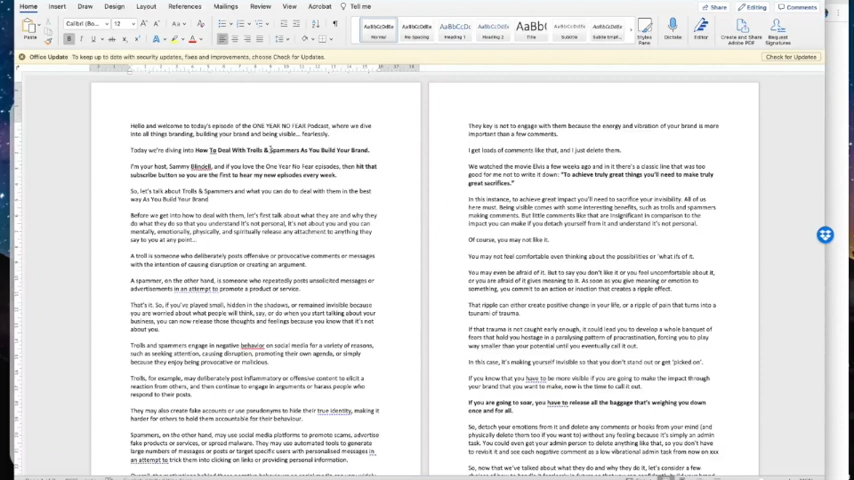 Home Insert Draw Design Layout References Mailings Review View Acrobat Tell me Share Editing Comments
Calibri (Bo... 12
AaBbCcDdEe AaBbCcDdEe AaBbCcDc AaBbCcDdEe AaBb( AaBbCcDdEe AaBbCcDdEe
Normal No Spacing Heading 1 Heading 2 Title Subtitle Subtle Emph...
Paste Styles Pane Dictate Editor Create and Share Adobe PDF Request Signatures
Office Update To keep up to date with security updates, fixes and improvements, choose Check for Updates. Check for Updates
Hello and welcome to today's episode of the ONE YEAR NO FEAR Podcast, where we dive
into all things branding, building your brand and being visible... fearlessly.
Today we're diving into How To Deal With Trolls & Spammers As You Build Your Brand.
I'm your host, Sammy Blindell, and if you love the One Year No Fear episodes, then hit that
subscribe button so you are the first to hear my new episodes every week.
So, let's talk about Trolls & Spammers and what you can do to deal with them in the best
way As You Build Your Brand
Before we get into how to deal with them, let's first talk about what they are and why they
do what they do so that you understand it's not personal, it's not about you and you can
mentally, emotionally, physically, and spiritually release any attachment to anything they
say to you at any point...
A troll is someone who deliberately posts offensive or provocative comments or messages
with the intention of causing disruption or creating an argument.
A spammer, on the other hand, is someone who repeatedly posts unsolicited messages or
advertisements in an attempt to promote a product or service.
That's it. So, if you've played small, hidden in the shadows, or remained invisible because
you are worried about what people will think, say, or do when you start talking about your
business, you can now release those thoughts and feelings because you know that it's not
about you.
Trolls and spammers engage in negative behavior on social media for a variety of reasons,
such as seeking attention, causing disruption, promoting their own agenda, or simply
because they enjoy being provocative or malicious.
Trolls, for example, may deliberately post inflammatory or offensive content to elicit a
reaction from others, and then continue to engage in arguments or harass people who
respond to their posts.
They may also create fake accounts or use pseudonyms to hide their true identity, making it
harder for others to hold them accountable for their behaviour.
Spammers, on the other hand, may use social media platforms to promote scams, advertise
fake products or services, or spread malware. They may use automated tools to generate
large numbers of messages or posts or target specific users with personalised messages in
an attempt to trick them into clicking on links or providing personal information.
They key is not to engage with them because the energy and vibration of your brand is more
important than a few comments.
I get loads of comments like that, and I just delete them.
We watched the movie Elvis a few weeks ago and in it there's a classic line that was too
good for me not to write down: "To achieve truly great things you'll need to make truly
great sacrifices."
In this instance, to achieve great impact you'll need to sacrifice your invisibility. All of us
here must. Being visible comes with some interesting benefits, such as trolls and spammers
making comments. But little comments like that are insignificant in comparison to the
impact you can make if you detach yourself from it and understand it's not personal.
Of course, you may not like it.
You may not feel comfortable even thinking about the possibilities or 'what ifs of it.
You may even be afraid of it. But to say you don't like it or you feel uncomfortable about it,
or you are afraid of it gives meaning to it. As soon as you give meaning or emotion to
something, you commit to an action or inaction that creates a ripple effect.
That ripple can either create positive change in your life, or a ripple of pain that turns into a
tsunami of trauma.
If that trauma is not caught early enough, it could lead you to develop a whole banquet of
fears that hold you hostage in a paralysing pattern of procrastination, forcing you to play
way smaller than your potential until you eventually call it out.
In this case, it's making yourself invisible so that you don't stand out or get 'picked on'.
If you know that you have to be more visible if you are going to make the impact through
your brand that you want to make, now is the time to call it out.
If you are going to soar, you have to release all the baggage that's weighing you down
once and for all.
So, detach your emotions from it and delete any comments or hooks from your mind (and
physically delete them too if you want to) without any feeling because it's simply an admin
task. You could even get your admin person to delete anything like that, so you don't to
revisit it and see each negative comment as a low vibrational admin task from now on xxx
So, now that we've talked about what they do and why they do it, let's consider a few